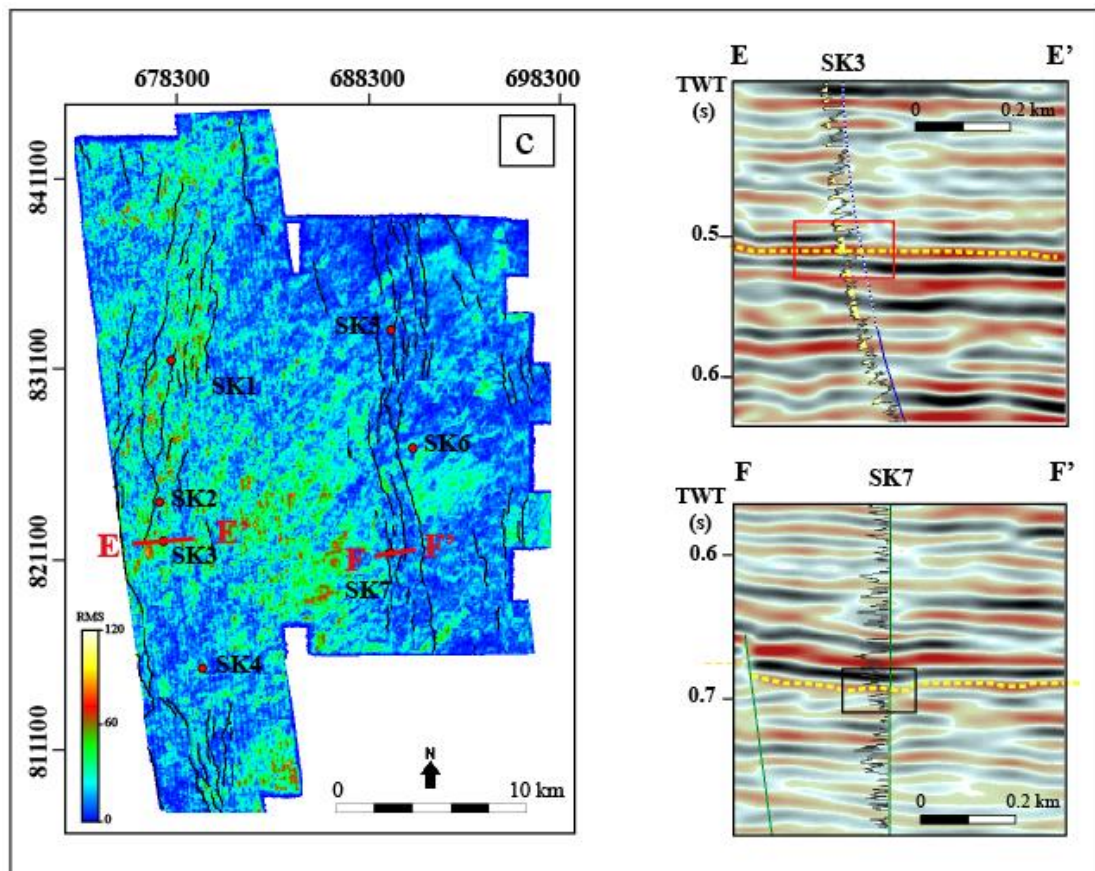 678300 688300 698300
C
841100
831100
821100
811100
SK5
SK1
SK6
SK2
E E'
SK3
F F'
SK7
SK4
RMS
120
60
0
N
0 10 km
E E'
SK3
TWT
(s)
0 0.2 km
0.5
0.6
F F'
SK7
TWT
(s)
0.6
0.7
0 0.2 km